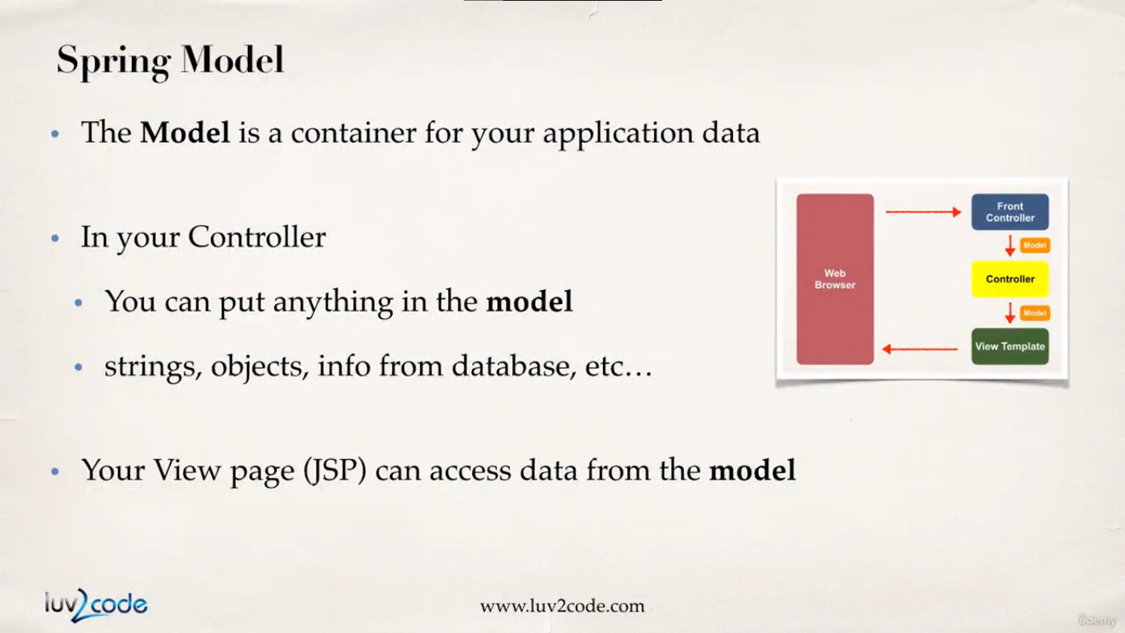 Spring Model
• The Model is a container for your application data
• In your Controller
• You can put anything in the model
• strings, objects, info from database, etc…
• Your View page (JSP) can access data from the model
Web
Browser
Front
Controller
Model
Controller
Model
View Template
luv2code
www.luv2code.com
ûdemy